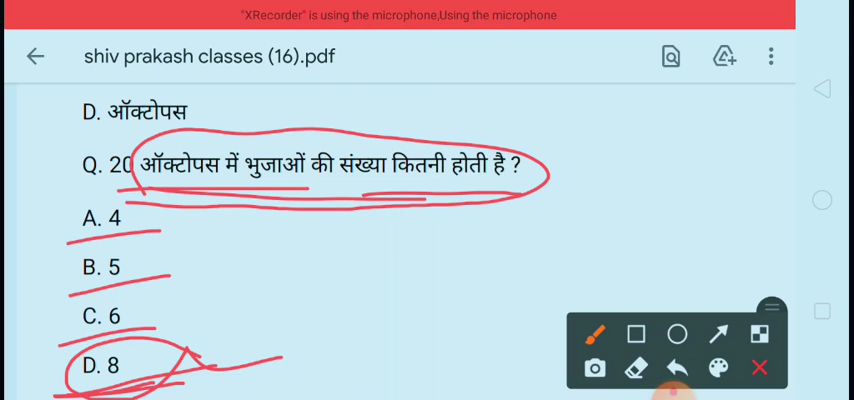 "XRecorder" is using the microphone,Using the microphone
shiv prakash classes (16).pdf
D. ऑक्टोपस
Q. 20 ऑक्टोपस में भुजाओं की संख्या कितनी होती है ?
A. 4
B. 5
C. 6
D. 8